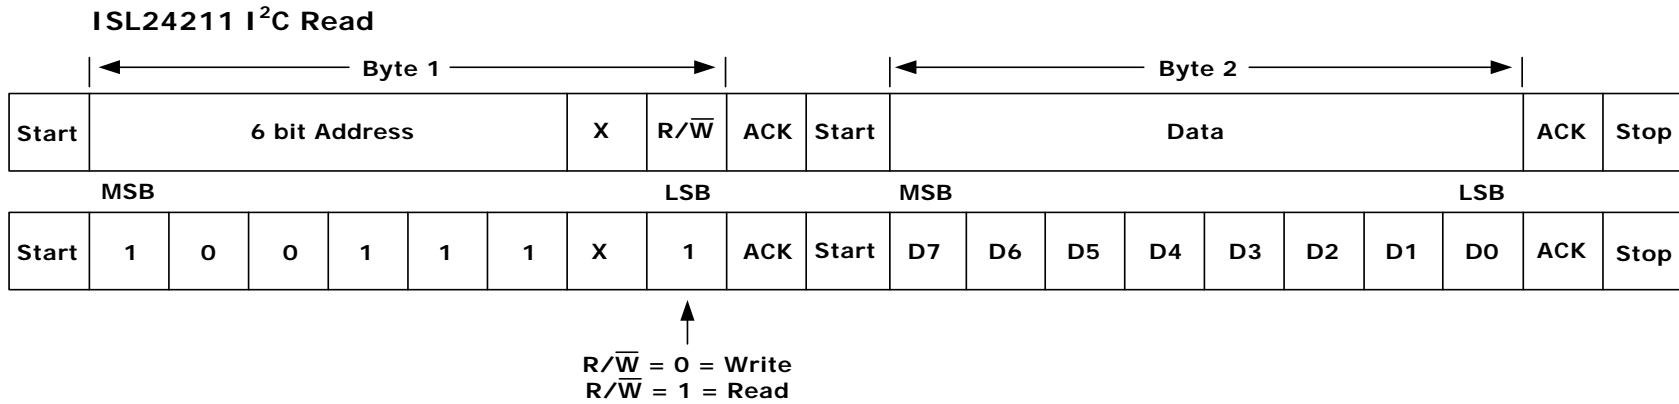 ISL24211 I²C Read
Byte 1 Byte 2
Start 6 bit Address X R/W̅ ACK Start Data ACK Stop
MSB LSB MSB LSB
Start 1 0 0 1 1 1 X 1 ACK Start D7 D6 D5 D4 D3 D2 D1 D0 ACK Stop
R/W̅ = 0 = Write
R/W̅ = 1 = Read